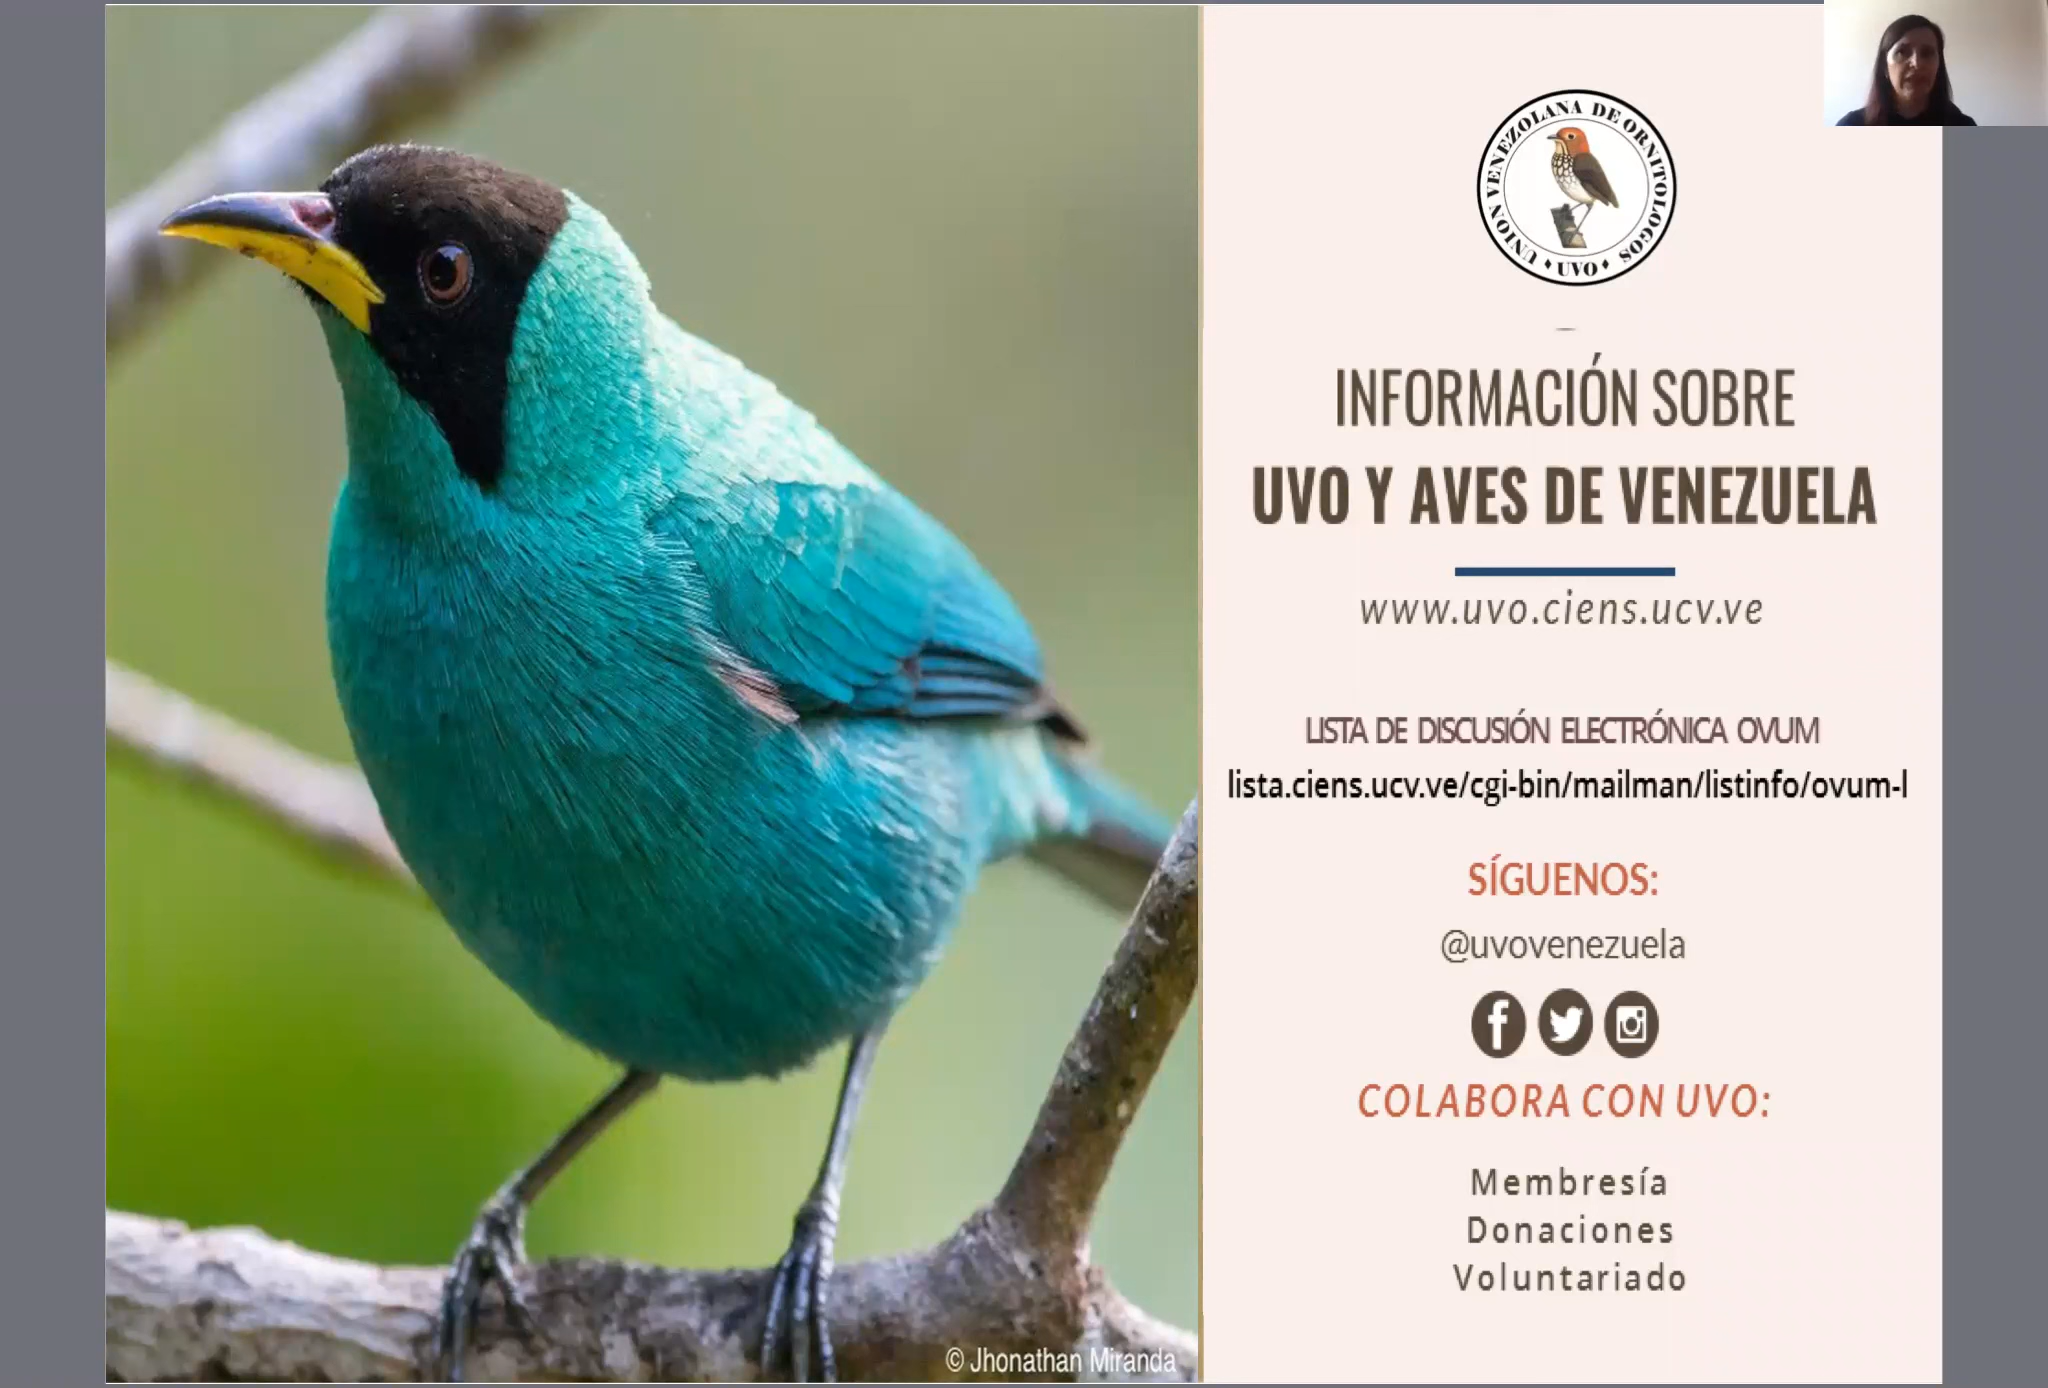 UNION VENEZOLANA DE ORNITOLOGOS
UVO
INFORMACIÓN SOBRE
UVO Y AVES DE VENEZUELA
www.uvo.ciens.ucv.ve
LISTA DE DISCUSIÓN ELECTRÓNICA OVUM
lista.ciens.ucv.ve/cgi-bin/mailman/listinfo/ovum-l
SÍGUENOS:
@uvovenezuela
COLABORA CON UVO:
Membresía
Donaciones
Voluntariado
© Jhonathan Miranda